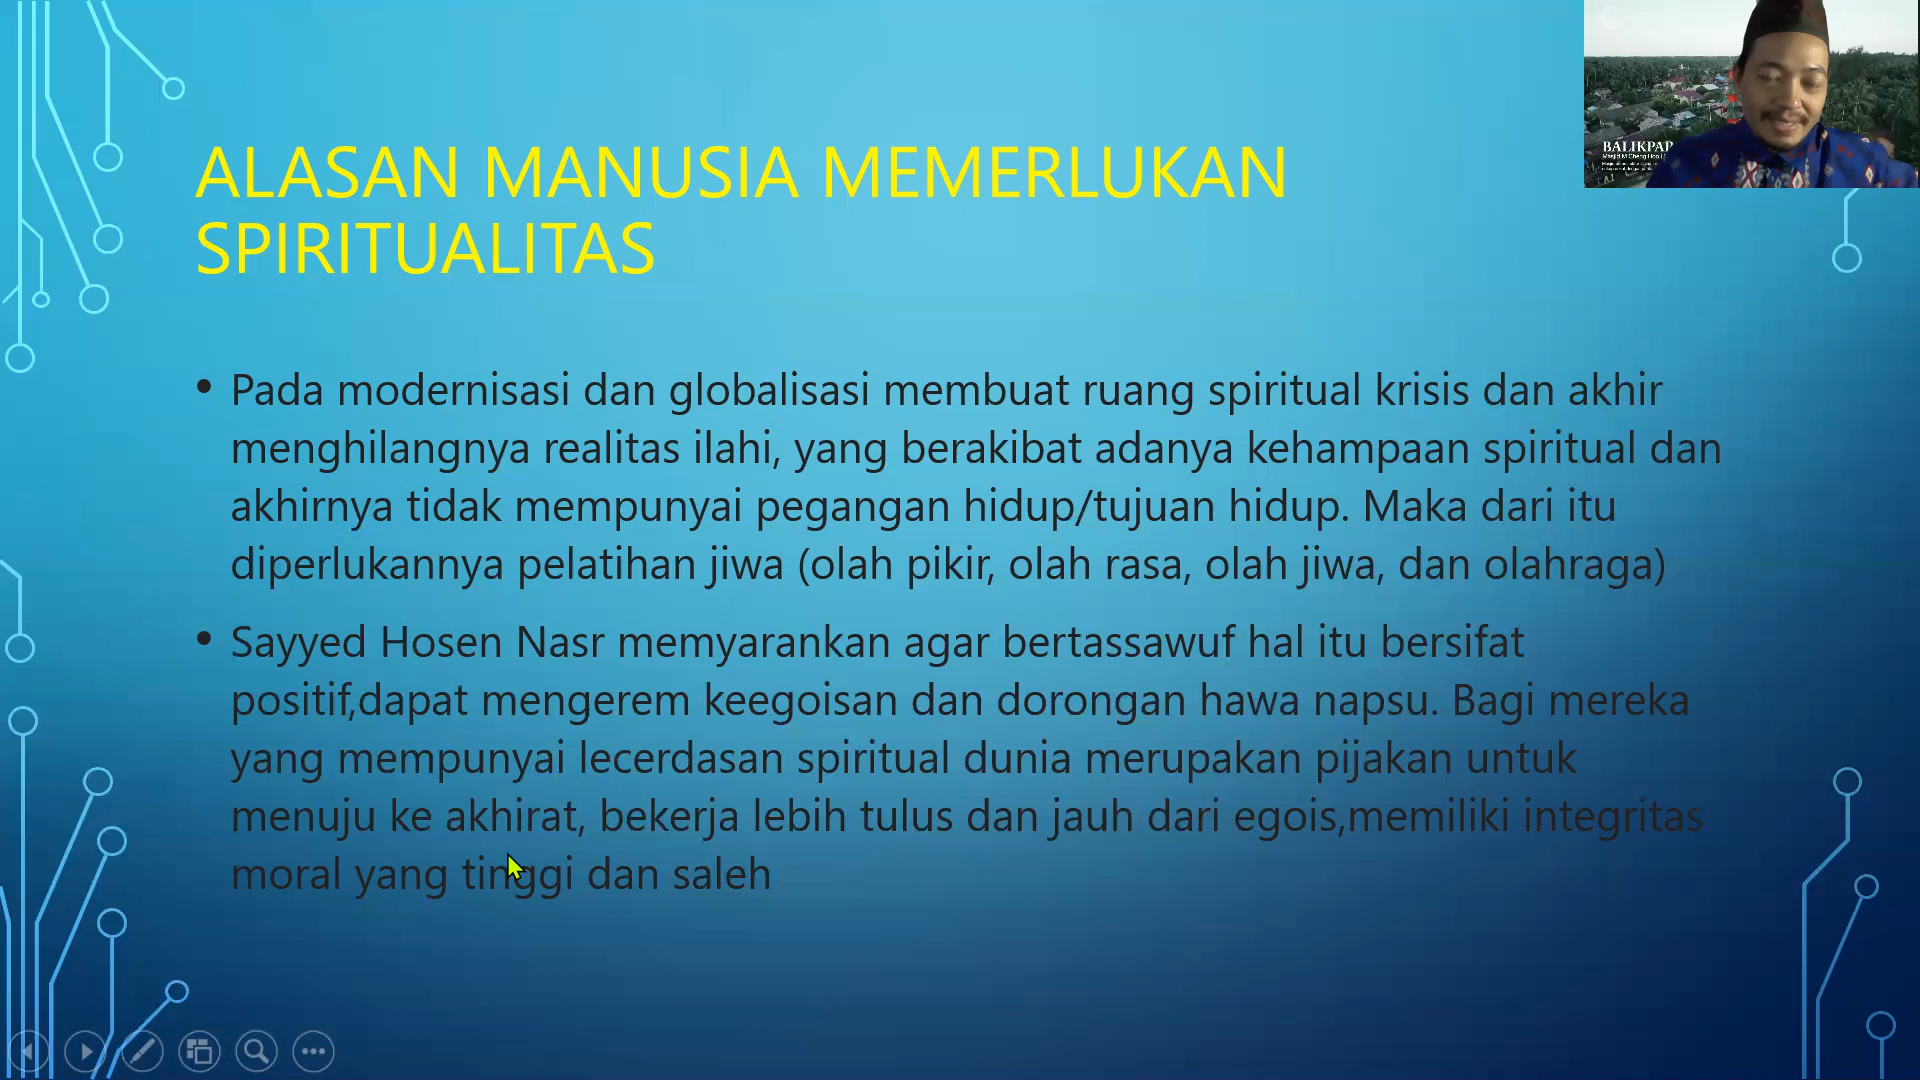 ALASAN MANUSIA MEMERLUKAN
SPIRITUALITAS
• Pada modernisasi dan globalisasi membuat ruang spiritual krisis dan akhir
menghilangnya realitas ilahi, yang berakibat adanya kehampaan spiritual dan
akhirnya tidak mempunyai pegangan hidup/tujuan hidup. Maka dari itu
diperlukannya pelatihan jiwa (olah pikir, olah rasa, olah jiwa, dan olahraga)
• Sayyed Hosen Nasr memyarankan agar bertassawuf hal itu bersifat
positif,dapat mengerem keegoisan dan dorongan hawa napsu. Bagi mereka
yang mempunyai lecerdasan spiritual dunia merupakan pijakan untuk
menuju ke akhirat, bekerja lebih tulus dan jauh dari egois,memiliki integritas
moral yang tinggi dan saleh
BALIKPAP